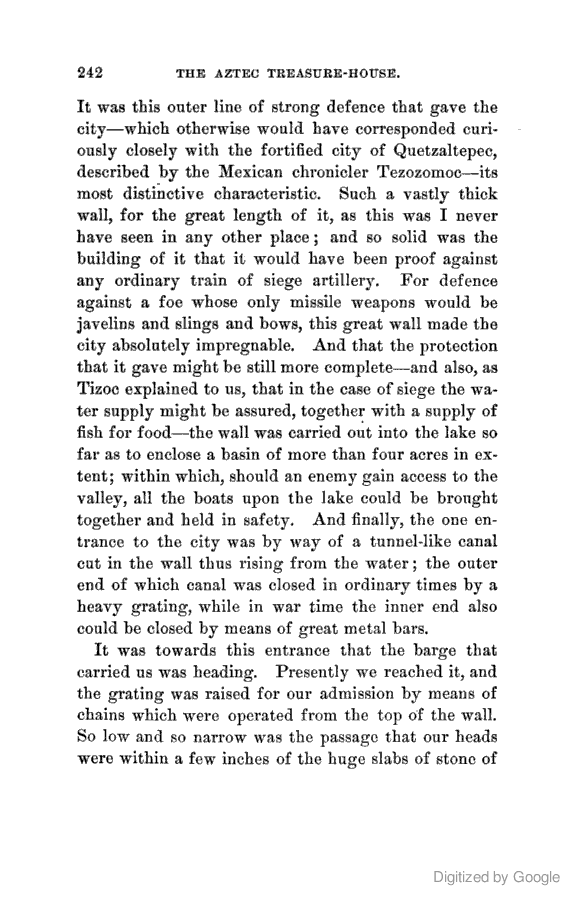 242 THE AZTEC TREASURE-HOUSE.
It was this outer line of strong defence that gave the
city—which otherwise would have corresponded curi-
ously closely with the fortified city of Quetzaltepec,
described by the Mexican chronicler Tezozomoc—its
most distinctive characteristic. Such a vastly thick
wall, for the great length of it, as this was I never
have seen in any other place; and so solid was the
building of it that it would have been proof against
any ordinary train of siege artillery. For defence
against a foe whose only missile weapons would be
javelins and slings and bows, this great wall made the
city absolutely impregnable. And that the protection
that it gave might be still more complete—and also, as
Tizoc explained to us, that in the case of siege the wa-
ter supply might be assured, together with a supply of
fish for food—the wall was carried out into the lake so
far as to enclose a basin of more than four acres in ex-
tent; within which, should an enemy gain access to the
valley, all the boats upon the lake could be brought
together and held in safety. And finally, the one en-
trance to the city was by way of a tunnel-like canal
cut in the wall thus rising from the water; the outer
end of which canal was closed in ordinary times by a
heavy grating, while in war time the inner end also
could be closed by means of great metal bars.
It was towards this entrance that the barge that
carried us was heading. Presently we reached it, and
the grating was raised for our admission by means of
chains which were operated from the top of the wall.
So low and so narrow was the passage that our heads
were within a few inches of the huge slabs of stone of
Digitized by Google